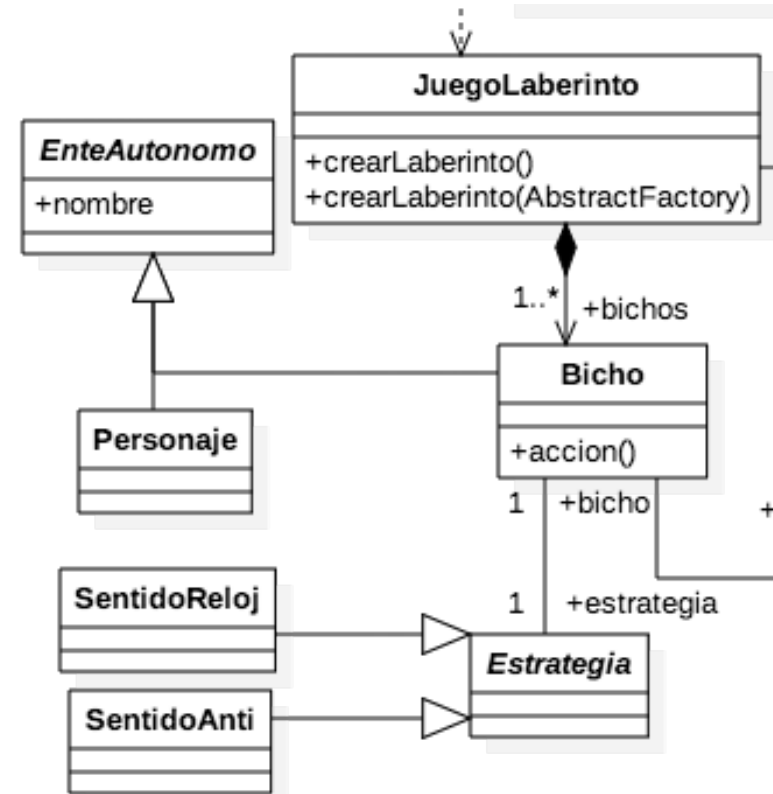 JuegoLaberinto
+crearLaberinto()
+crearLaberinto(AbstractFactory)
EnteAutonomo
+nombre
1..*
+bichos
Bicho
+accion()
Personaje
1
+bicho
+
1
+estrategia
SentidoReloj
Estrategia
SentidoAnti